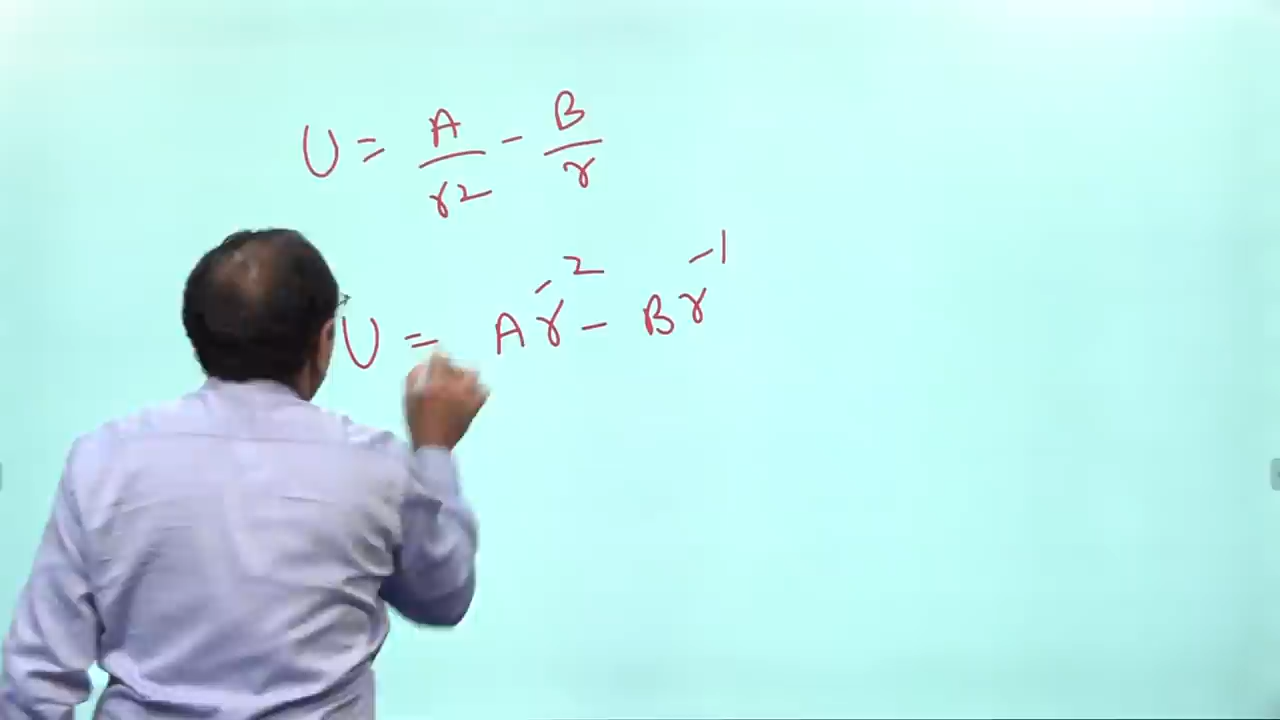 U = A/r2 - B/r
U = Ar^-2 - Br^-1